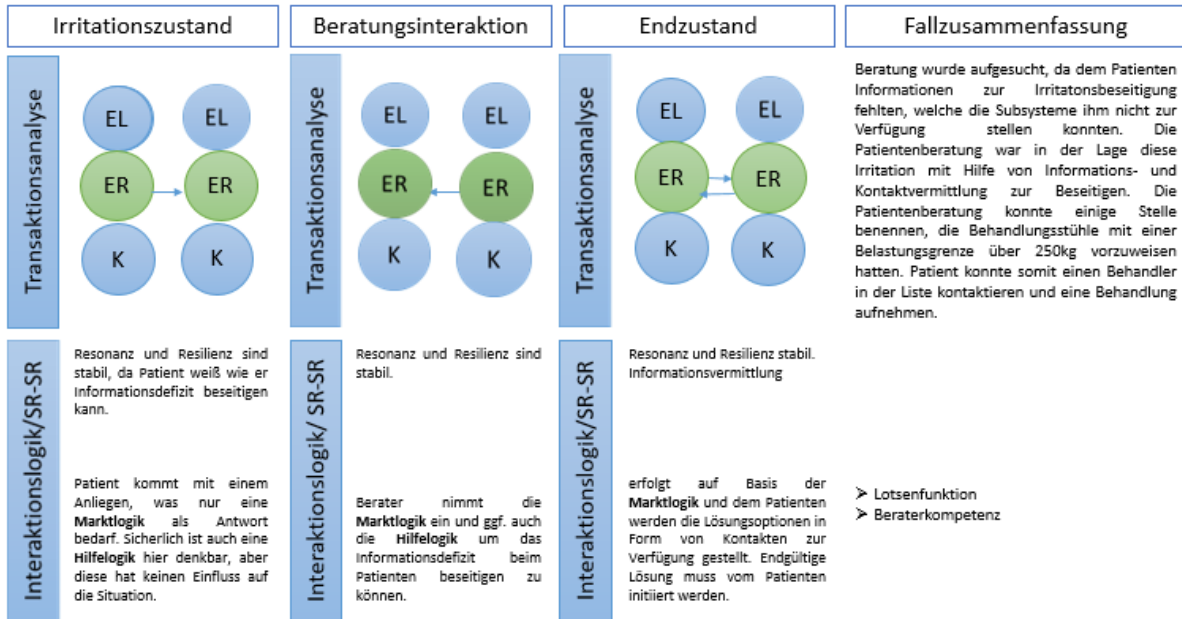 Irritationszustand
Beratungsinteraktion
Endzustand
Fallzusammenfassung
Transaktionsanalyse
EL
EL
ER
ER
K
K
Transaktionsanalyse
EL
EL
ER
ER
K
K
Transaktionsanalyse
EL
EL
ER
ER
K
K
Beratung wurde aufgesucht, da dem Patienten
Informationen zur Irritatonsbeseitigung
fehlten, welche die Subsysteme ihm nicht zur
Verfügung stellen konnten. Die
Patientenberatung war in der Lage diese
Irritation mit Hilfe von Informations- und
Kontaktvermittlung zur Beseitigen. Die
Patientenberatung konnte einige Stelle
benennen, die Behandlungsstühle mit einer
Belastungsgrenze über 250kg vorzuweisen
hatten. Patient konnte somit einen Behandler
in der Liste kontaktieren und eine Behandlung
aufnehmen.
Interaktionslogik/SR-SR
Resonanz und Resilienz sind
stabil, da Patient weiß wie er
Informationsdefizit beseitigen
kann.
Patient kommt mit einem
Anliegen, was nur eine
Marktlogik als Antwort
bedarf. Sicherlich ist auch eine
Hilfelogik hier denkbar, aber
diese hat keinen Einfluss auf
die Situation.
Interaktionslogik/ SR-SR
Resonanz und Resilienz sind
stabil.
Berater nimmt die
Marktlogik ein und ggf. auch
die Hilfelogik um das
Informationsdefizit beim
Patienten beseitigen zu
können.
Interaktionslogik/SR-SR
Resonanz und Resilienz stabil.
Informationsvermittlung
erfolgt auf Basis der
Marktlogik und dem Patienten
werden die Lösungsoptionen in
Form von Kontakten zur
Verfügung gestellt. Endgültige
Lösung muss vom Patienten
initiiert werden.
➢ Lotsenfunktion
➢ Beraterkompetenz